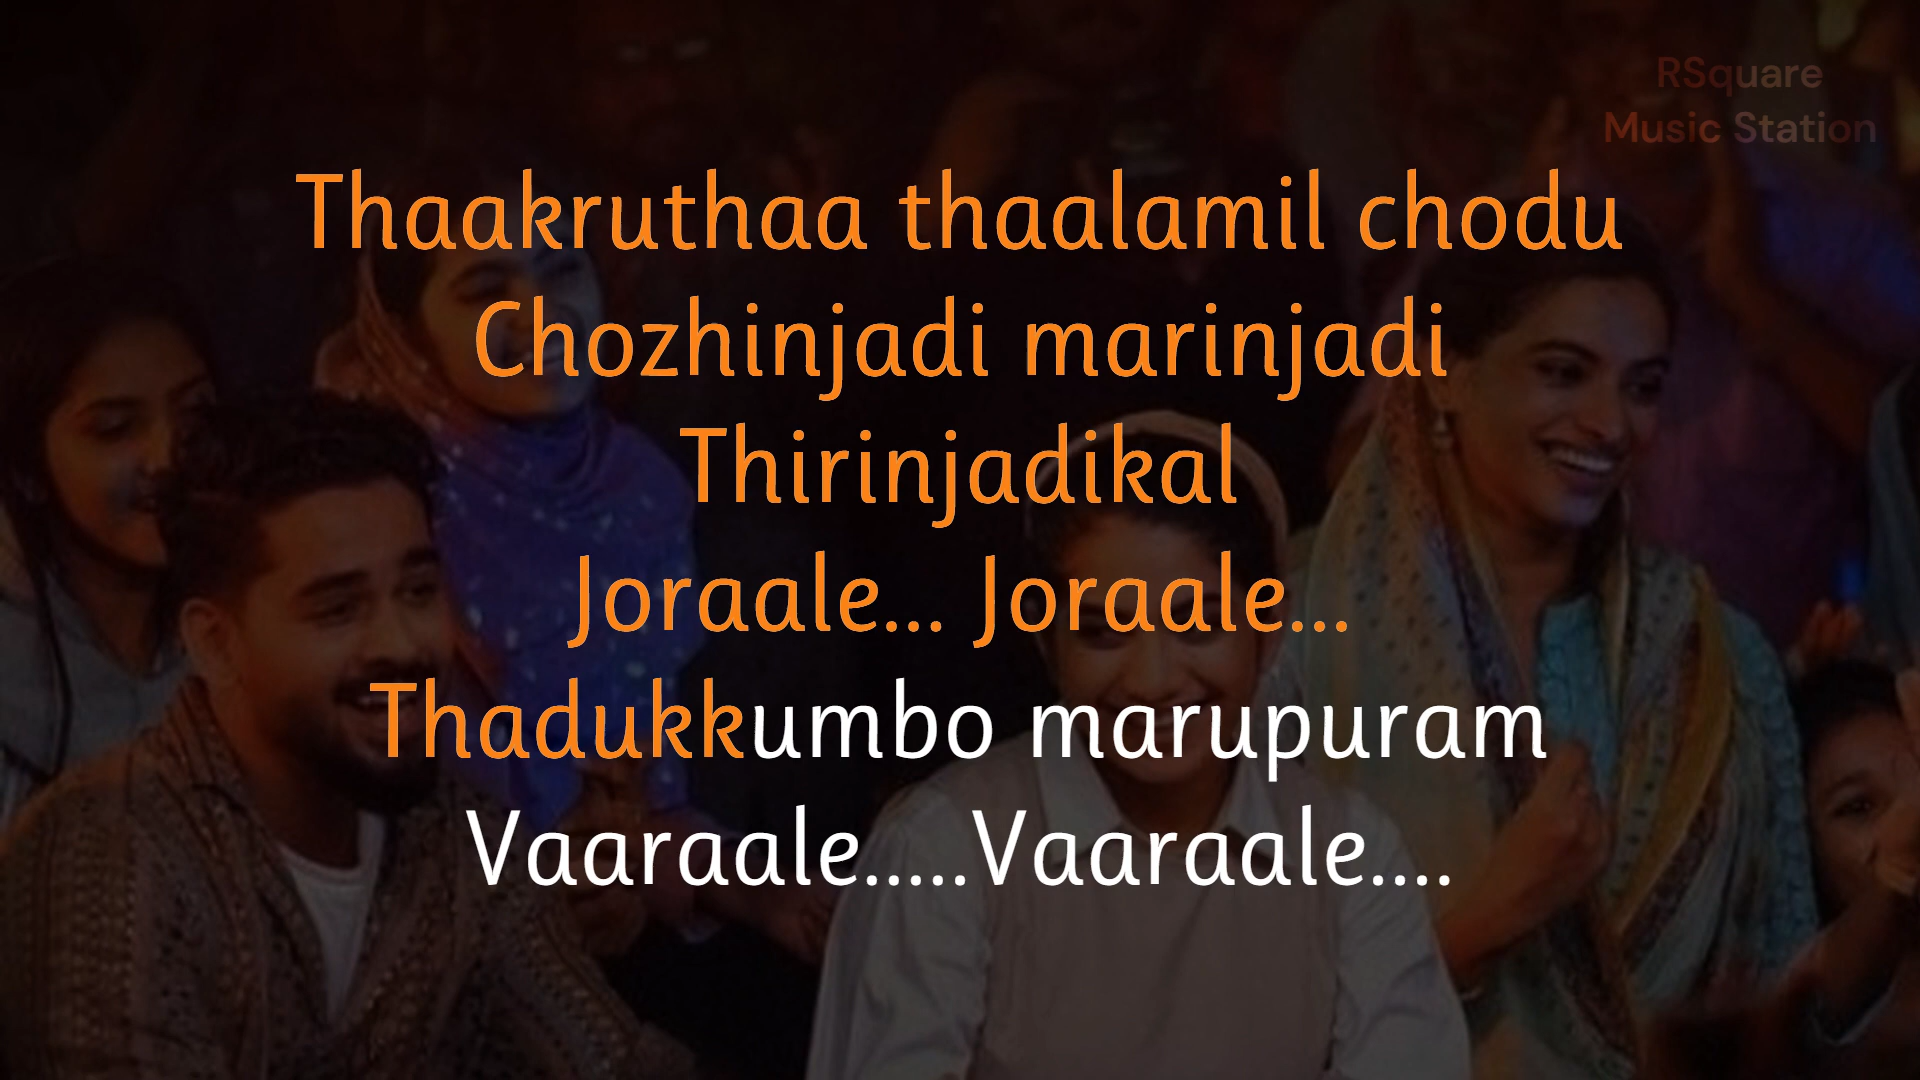 RSquare
Music Station
Thaakruthaa thaalamil chodu
Chozhinjadi marinjadi
Thirinjadikal
Joraale... Joraale...
Thadukkumbo marupuram
Vaaraale.....Vaaraale....